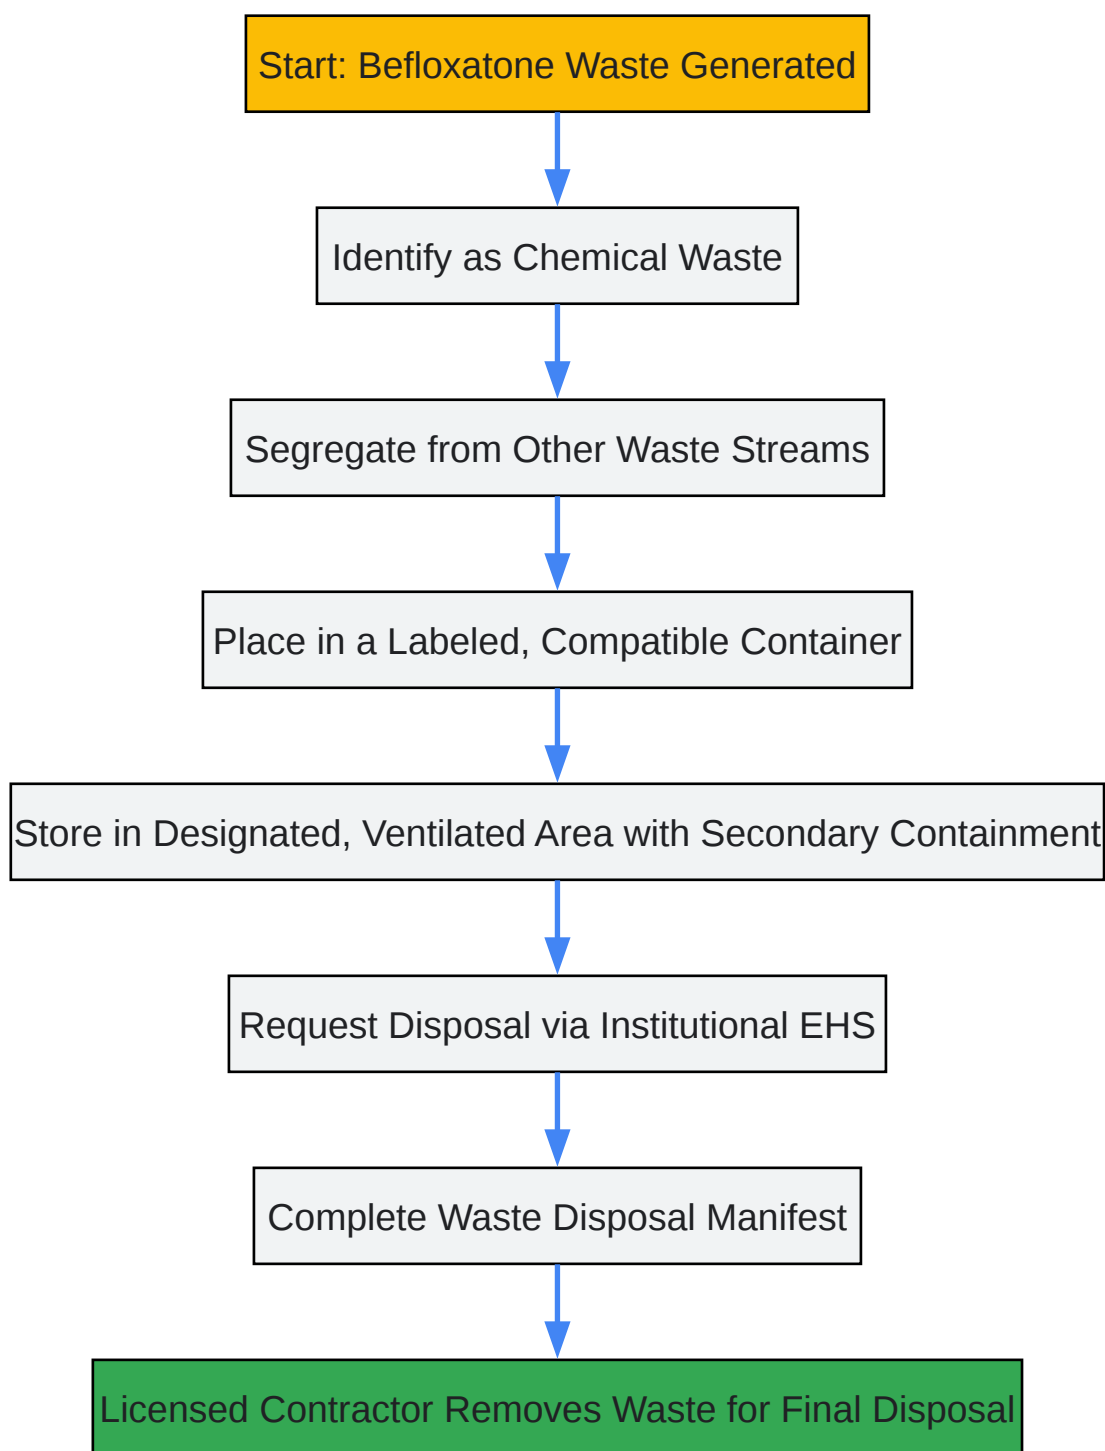 Start: Befloxatone Waste Generated
Identify as Chemical Waste
Segregate from Other Waste Streams
Place in a Labeled, Compatible Container
Store in Designated, Ventilated Area with Secondary Containment
Request Disposal via Institutional EHS
Complete Waste Disposal Manifest
Licensed Contractor Removes Waste for Final Disposal